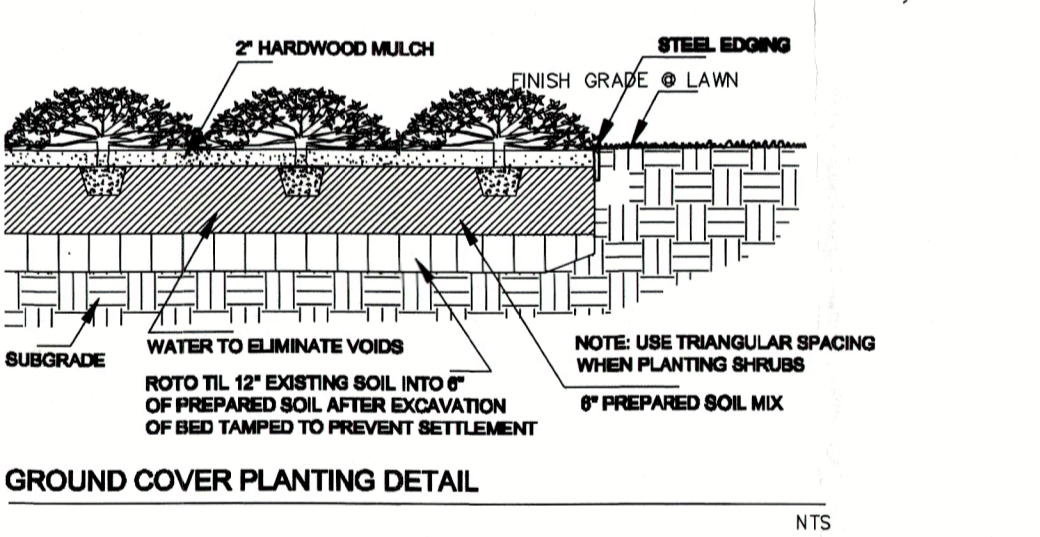 2" HARDWOOD MULCH
STEEL EDGING
FINISH GRADE @ LAWN
SUBGRADE
WATER TO ELIMINATE VOIDS
ROTO TIL 12" EXISTING SOIL INTO 6"
OF PREPARED SOIL AFTER EXCAVATION
OF BED TAMPED TO PREVENT SETTLEMENT
NOTE: USE TRIANGULAR SPACING
WHEN PLANTING SHRUBS
6" PREPARED SOIL MIX
GROUND COVER PLANTING DETAIL
NTS